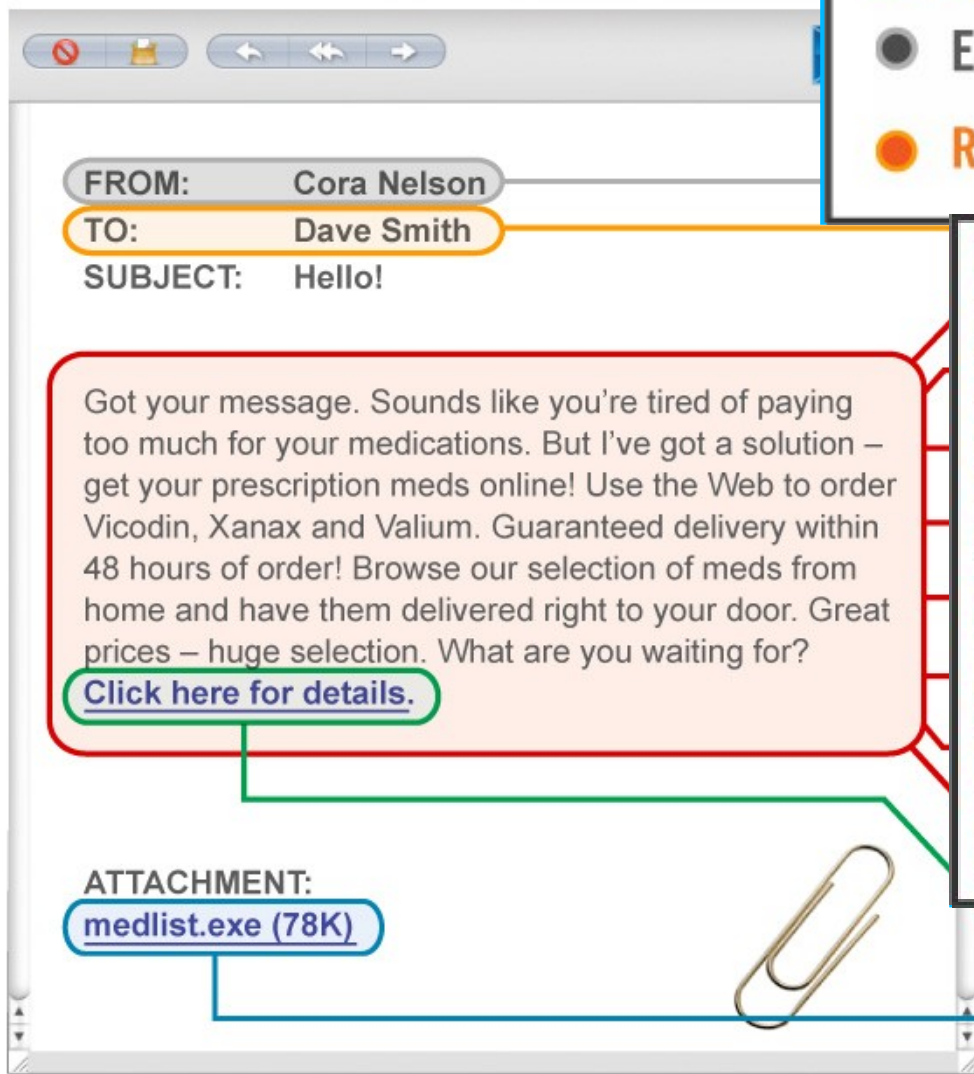 E
R
FROM: Cora Nelson
TO: Dave Smith
SUBJECT: Hello!
Got your message. Sounds like you're tired of paying
too much for your medications. But I've got a solution –
get your prescription meds online! Use the Web to order
Vicodin, Xanax and Valium. Guaranteed delivery within
48 hours of order! Browse our selection of meds from
home and have them delivered right to your door. Great
prices – huge selection. What are you waiting for?
Click here for details.
ATTACHMENT:
medlist.exe (78K)